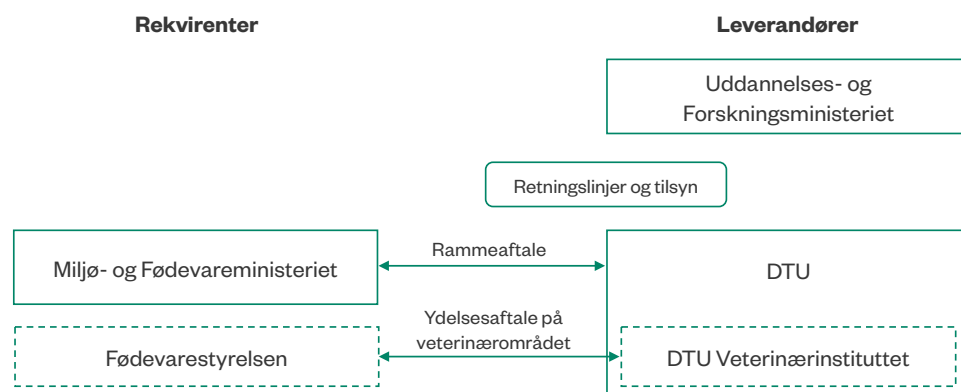 Rekvirenter
Leverandører
Uddannelses- og
Forskningsministeriet
Retningslinjer og tilsyn
Miljø- og Fødevareministeriet
Rammeaftale
DTU
Fødevarestyrelsen
Ydelsesaftale på
veterinærområdet
DTU Veterinærinstituttet